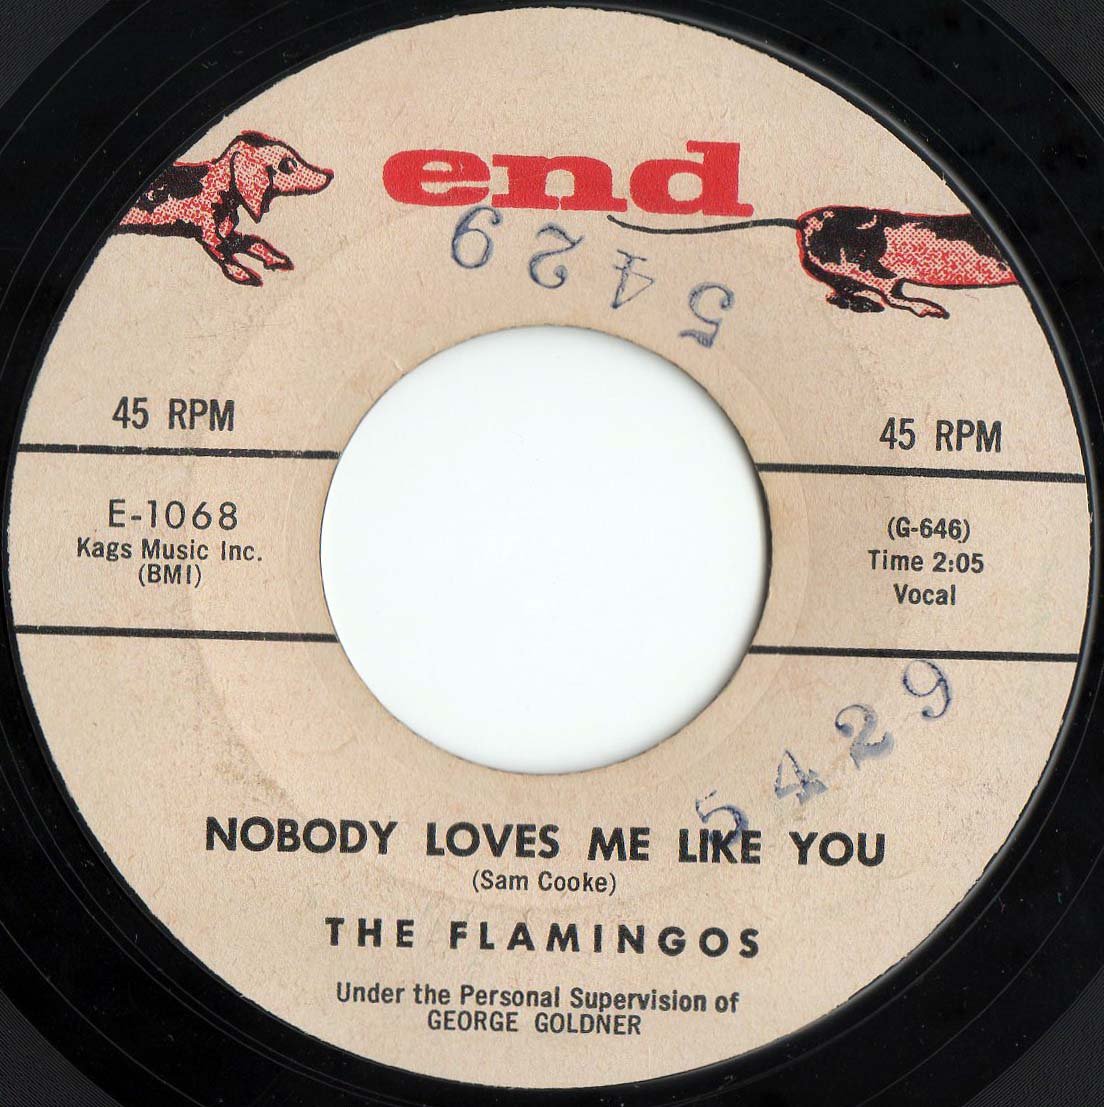 end
5429
45 RPM
45 RPM
E-1068
Kags Music Inc.
(BMI)
(G-646)
Time 2:05
Vocal
5429
NOBODY LOVES ME LIKE YOU
(Sam Cooke)
THE FLAMINGOS
Under the Personal Supervision of
GEORGE GOLDNER